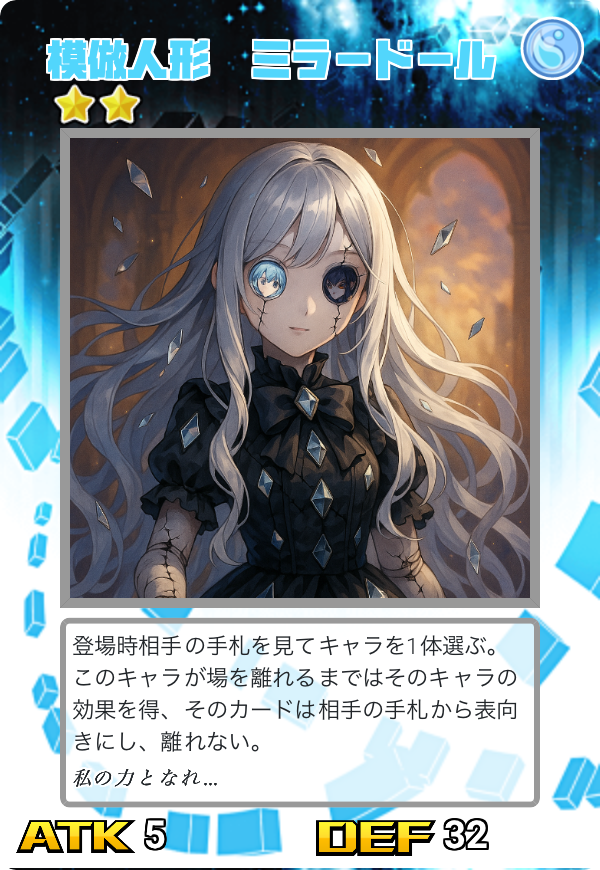 模倣人形 ミラードール
登場時相手の手札を見てキャラを1体選ぶ。
このキャラが場を離れるまではそのキャラの
効果を得、そのカードは相手の手札から表向
きにし、離れない。
私の力となれ…
ATK 5 DEF 32